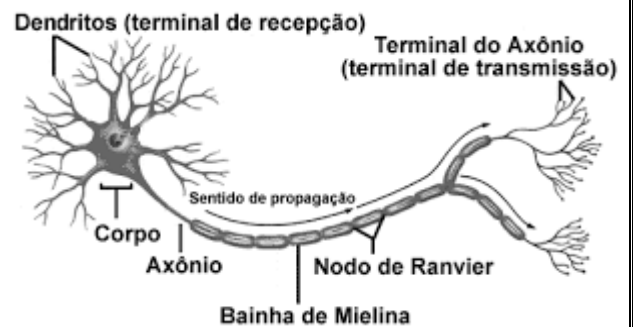 Dendritos (terminal de recepção)
Terminal do Axônio
(terminal de transmissão)
Sentido de propagação
Corpo
Axônio
Nodo de Ranvier
Bainha de Mielina